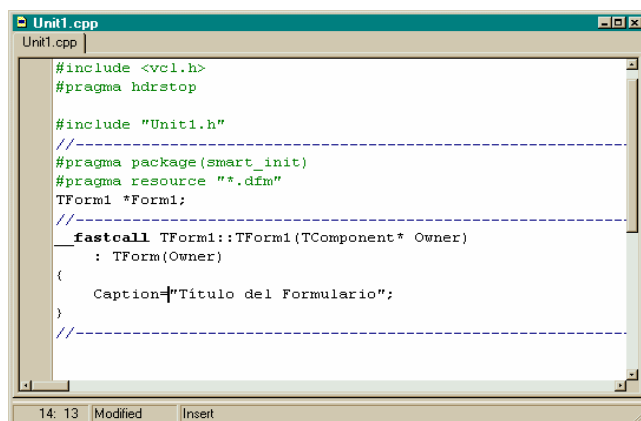 Unit1.cpp
Unit1.cpp
#include <vcl.h>
#pragma hdrstop
#include "Unit1.h"
//------------------------------------------------------------
#pragma package(smart_init)
#pragma resource "*.dfm"
TForm1 *Form1;
//------------------------------------------------------------
__fastcall TForm1::TForm1(TComponent* Owner)
: TForm(Owner)
{
Caption="Título del Formulario";
}
//------------------------------------------------------------
14: 13 Modified Insert